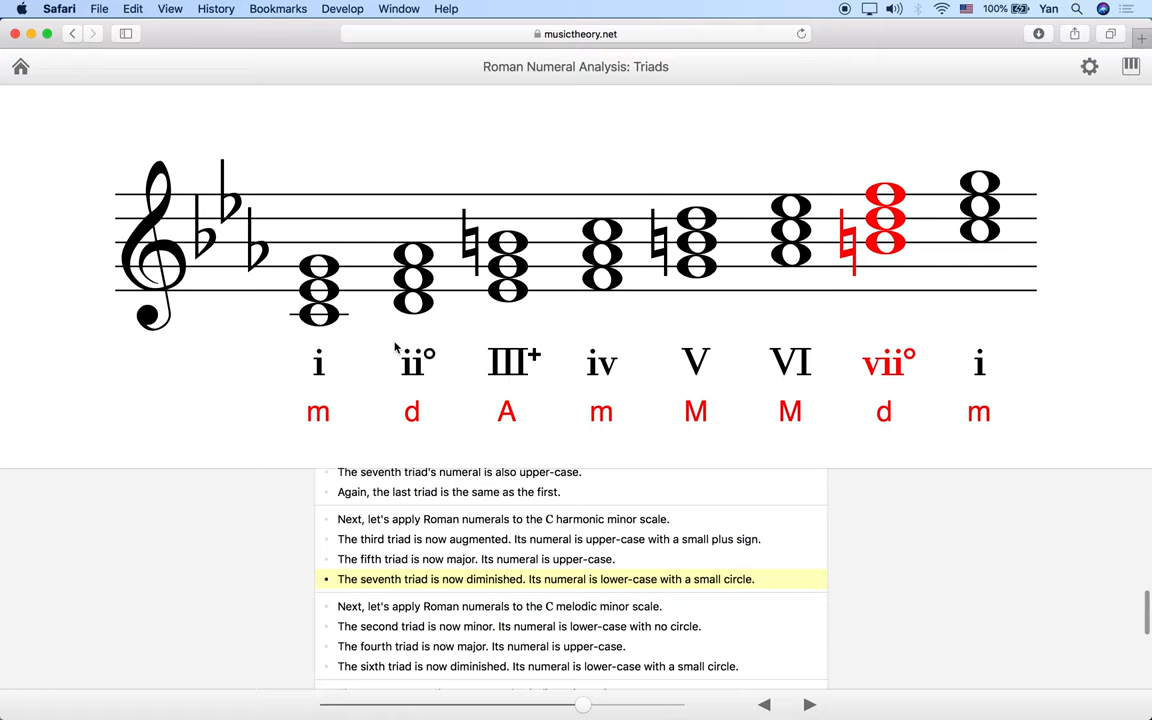 Safari File Edit View History Bookmarks Develop Window Help 100% Yan
musictheory.net
Roman Numeral Analysis: Triads
i ii° III+ iv V VI vii° i
m d A m M M d m
The seventh triad's numeral is also upper-case.
Again, the last triad is the same as the first.
Next, let's apply Roman numerals to the C harmonic minor scale.
The third triad is now augmented. Its numeral is upper-case with a small plus sign.
The fifth triad is now major. Its numeral is upper-case.
• The seventh triad is now diminished. Its numeral is lower-case with a small circle.
Next, let's apply Roman numerals to the C melodic minor scale.
The second triad is now minor. Its numeral is lower-case with no circle.
The fourth triad is now major. Its numeral is upper-case.
The sixth triad is now diminished. Its numeral is lower-case with a small circle.